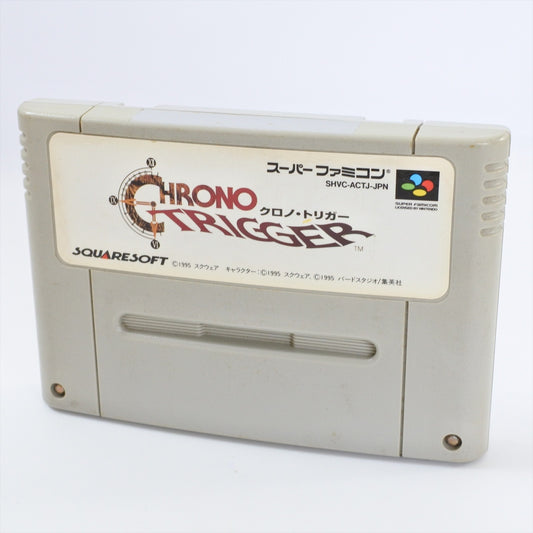 スーパーファミコン®
SHVC-ACTJ-JPN
SUPER FAMICOM
LICENSED BY NINTENDO
CHRONO
TRIGGER
クロノ・トリガー
TM
XII
IX
VI
SQUARESOFT
©1995 スクウェア キャラクター:©1995 スクウェア, ©1995 バードスタジオ/集英社